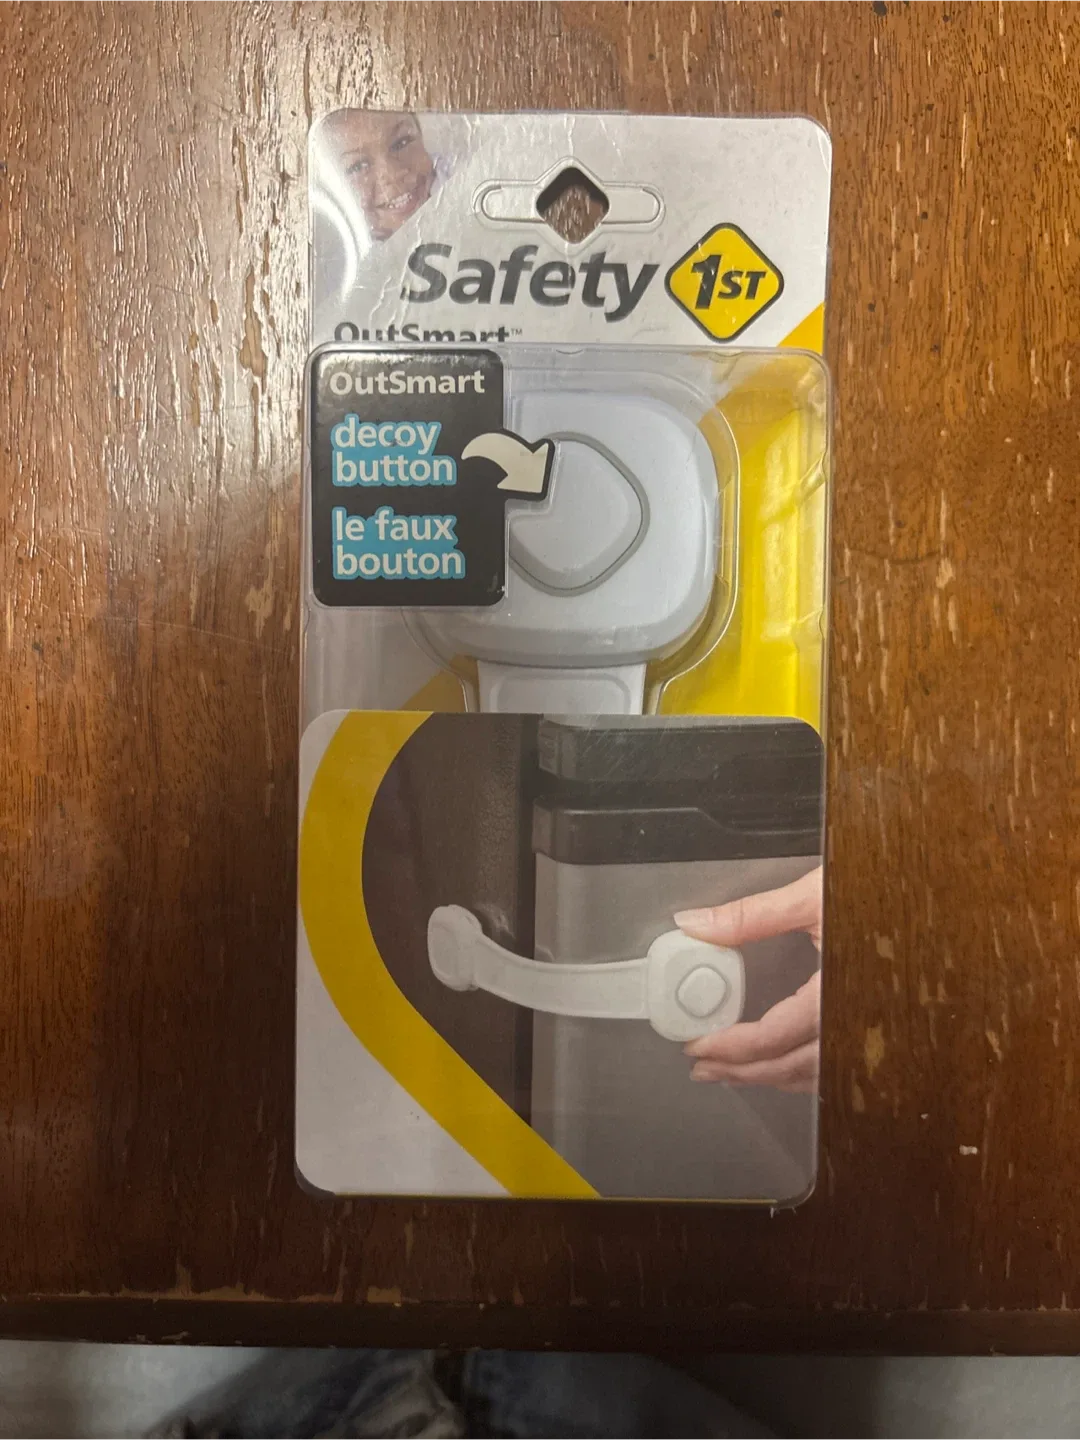 Safety 1ST
OutSmart™
OutSmart
decoy
button
le faux
bouton